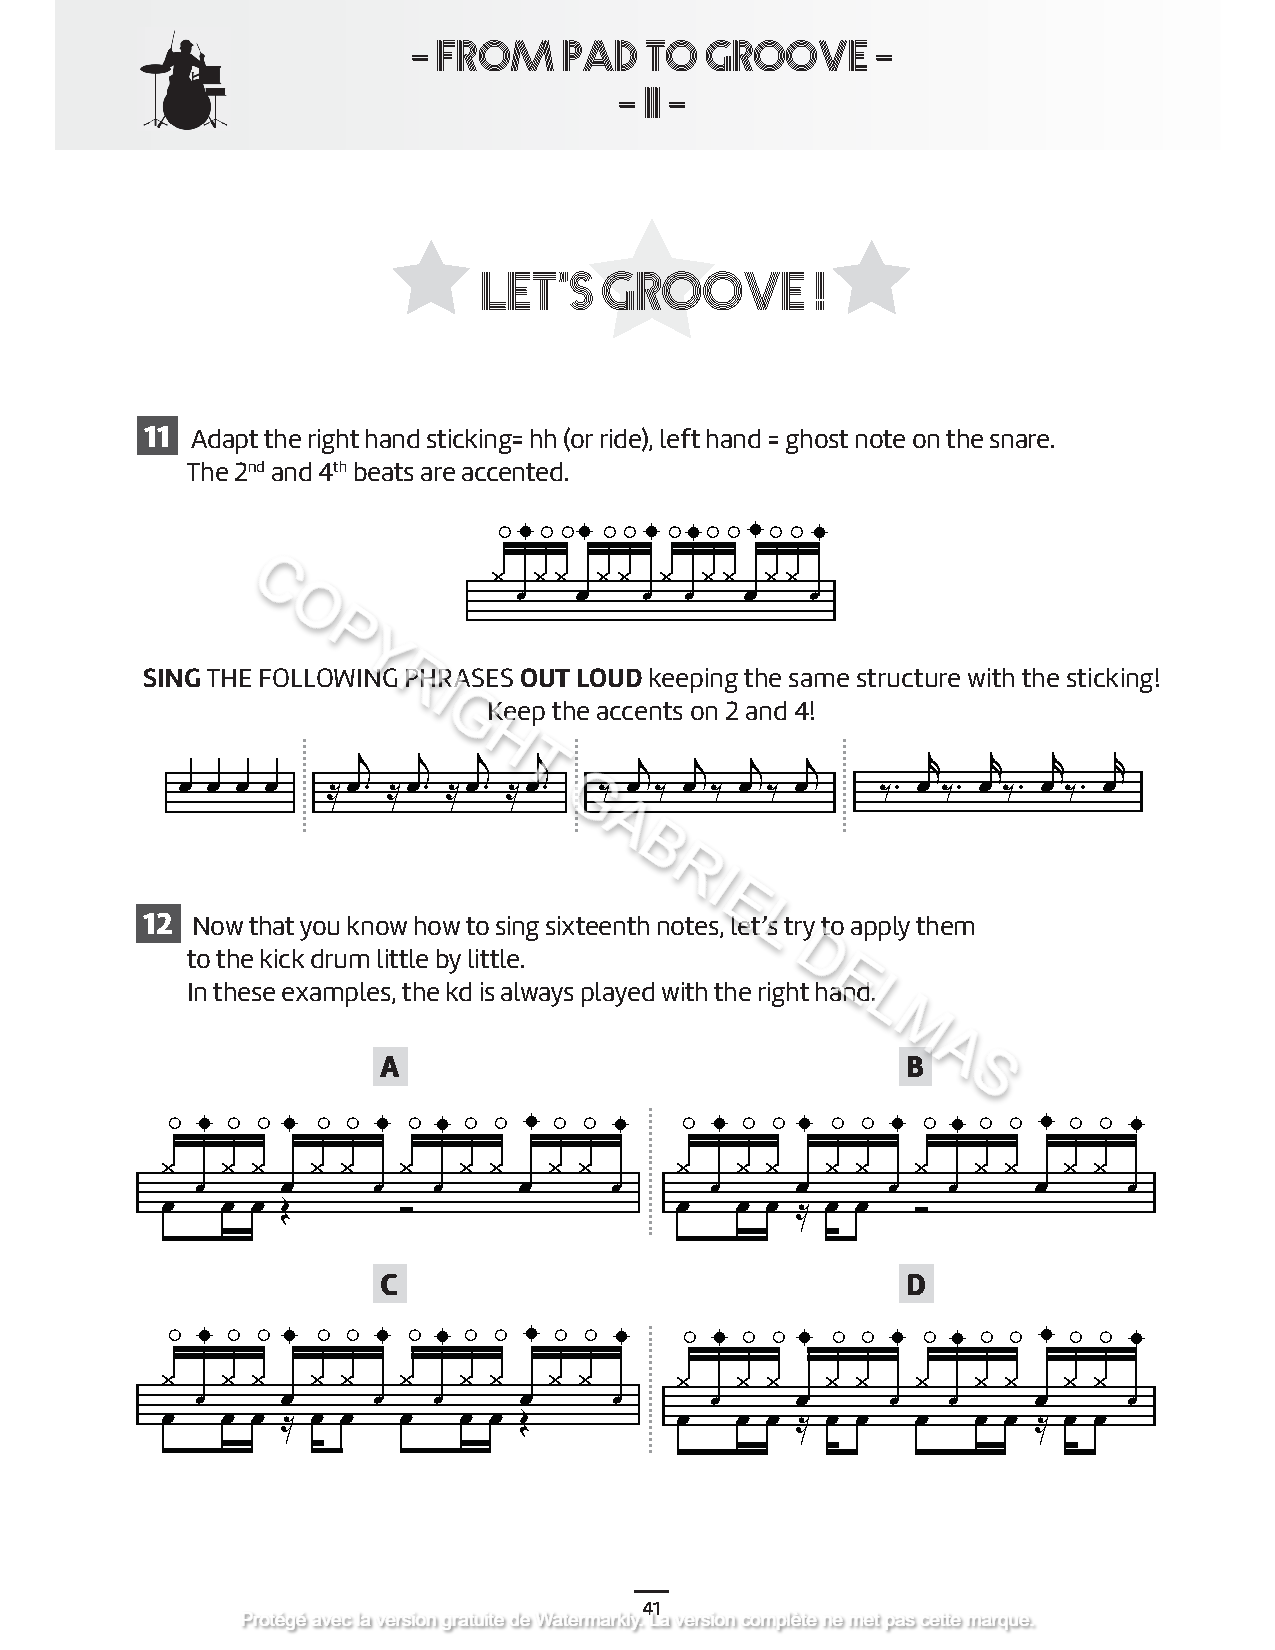 – FROM PAD TO GROOVE –
– II –
LET'S GROOVE !
11 Adapt the right hand sticking= hh (or ride), left hand = ghost note on the snare.
The 2nd and 4th beats are accented.
SING THE FOLLOWING PHRASES OUT LOUD keeping the same structure with the sticking!
Keep the accents on 2 and 4!
12 Now that you know how to sing sixteenth notes, let's try to apply them
to the kick drum little by little.
In these examples, the kd is always played with the right hand.
A
B
C
D
41
COPYRIGHT GABRIEL DELMAS
Protégé avec la version gratuite de Watermarkly. La version complète ne met pas cette marque.